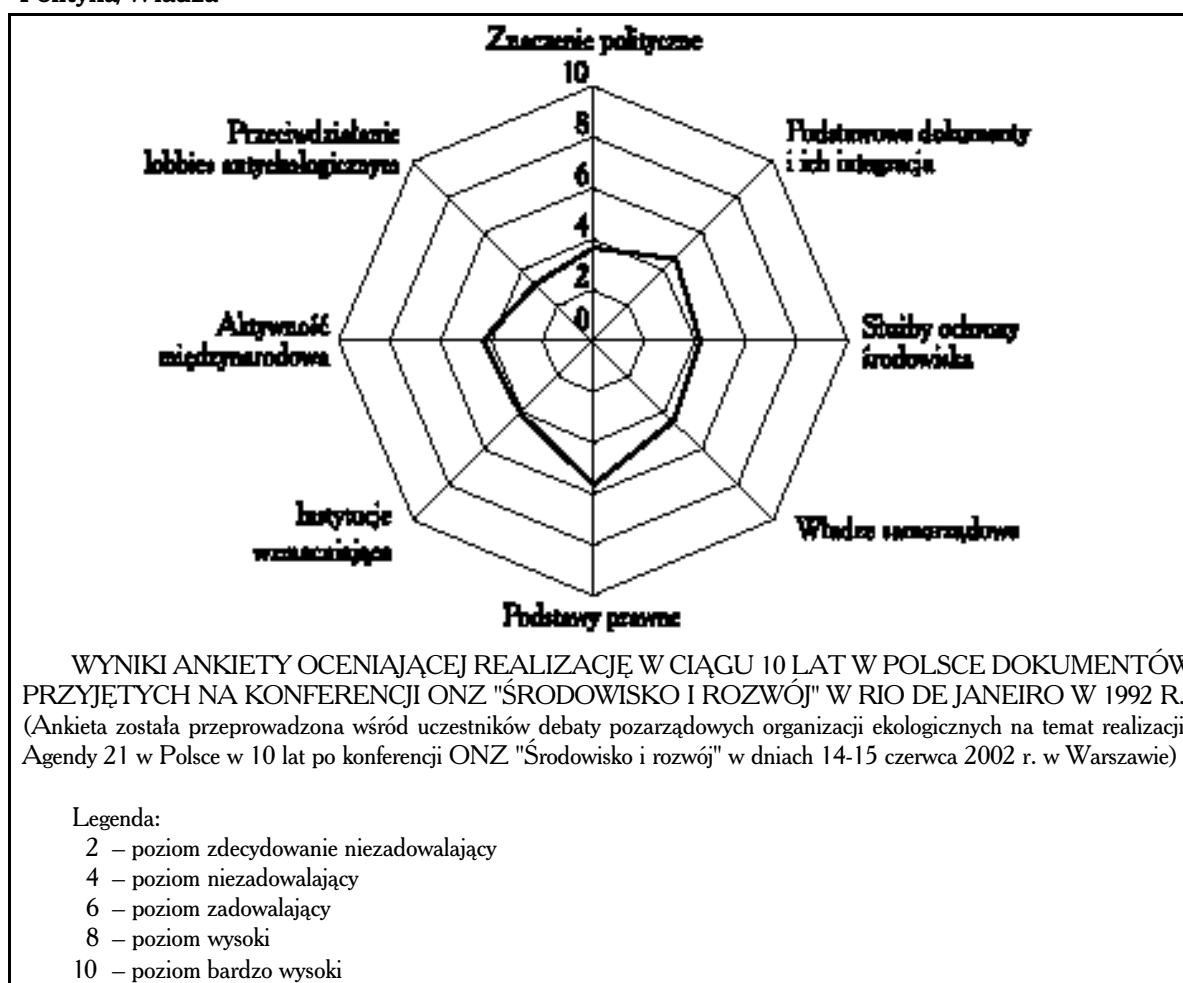 Znaczenie polityczne
10
8
6
4
2
0
Podstawowe dokumenty
i ich integracja
Służby ochrony
środowiska
Władze samorządowe
Podstawy prawne
Instytucje
wzmacniające
Aktywność
międzynarodowa
Przeciwdziałanie
lobbies antyekologicznym
WYNIKI ANKIETY OCENIAJĄCEJ REALIZACJĘ W CIĄGU 10 LAT W POLSCE DOKUMENTÓW
PRZYJĘTYCH NA KONFERENCJI ONZ "ŚRODOWISKO I ROZWÓJ" W RIO DE JANEIRO W 1992 R.
(Ankieta została przeprowadzona wśród uczestników debaty pozarządowych organizacji ekologicznych na temat realizacji
Agendy 21 w Polsce w 10 lat po konferencji ONZ "Środowisko i rozwój" w dniach 14-15 czerwca 2002 r. w Warszawie)
Legenda:
2 – poziom zdecydowanie niezadowalający
4 – poziom niezadowalający
6 – poziom zadowalający
8 – poziom wysoki
10 – poziom bardzo wysoki